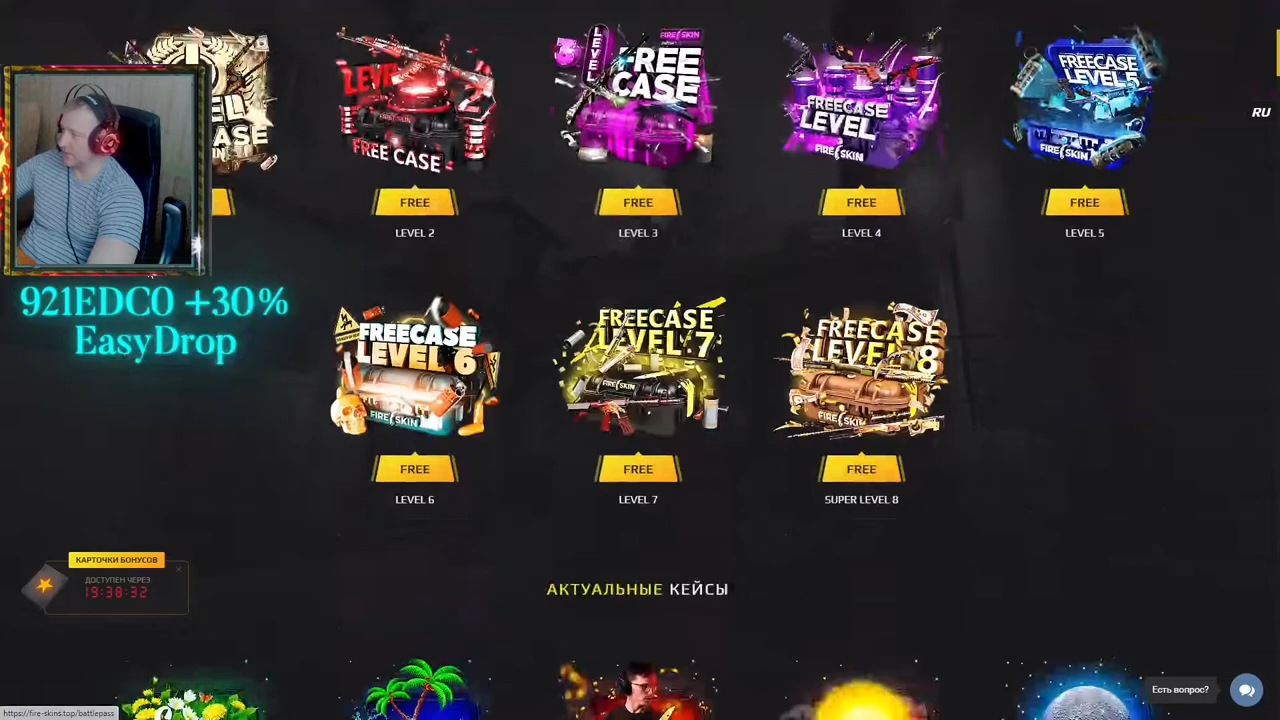 LEVEL
FREE CASE
FIRE SKIN
LEVEL
FREE CASE
FREECASE
LEVEL
FIRE SKIN
FREECASE
LEVEL 5
FIRE SKIN
RU
FREE
FREE
FREE
FREE
LEVEL 2
LEVEL 3
LEVEL 4
LEVEL 5
921EDC0 +30%
EasyDrop
FREECASE
LEVEL 6
FIRE SKIN
FREECASE
LEVEL 7
FIRE SKIN
FREECASE
LEVEL 8
FIRE SKIN
FREE
FREE
FREE
LEVEL 6
LEVEL 7
SUPER LEVEL 8
КАРТОЧКИ БОНУСОВ
ДОСТУПЕН ЧЕРЕЗ
19:38:32
АКТУАЛЬНЫЕ КЕЙСЫ
Есть вопрос?
https://fire-skins.top/battlepass